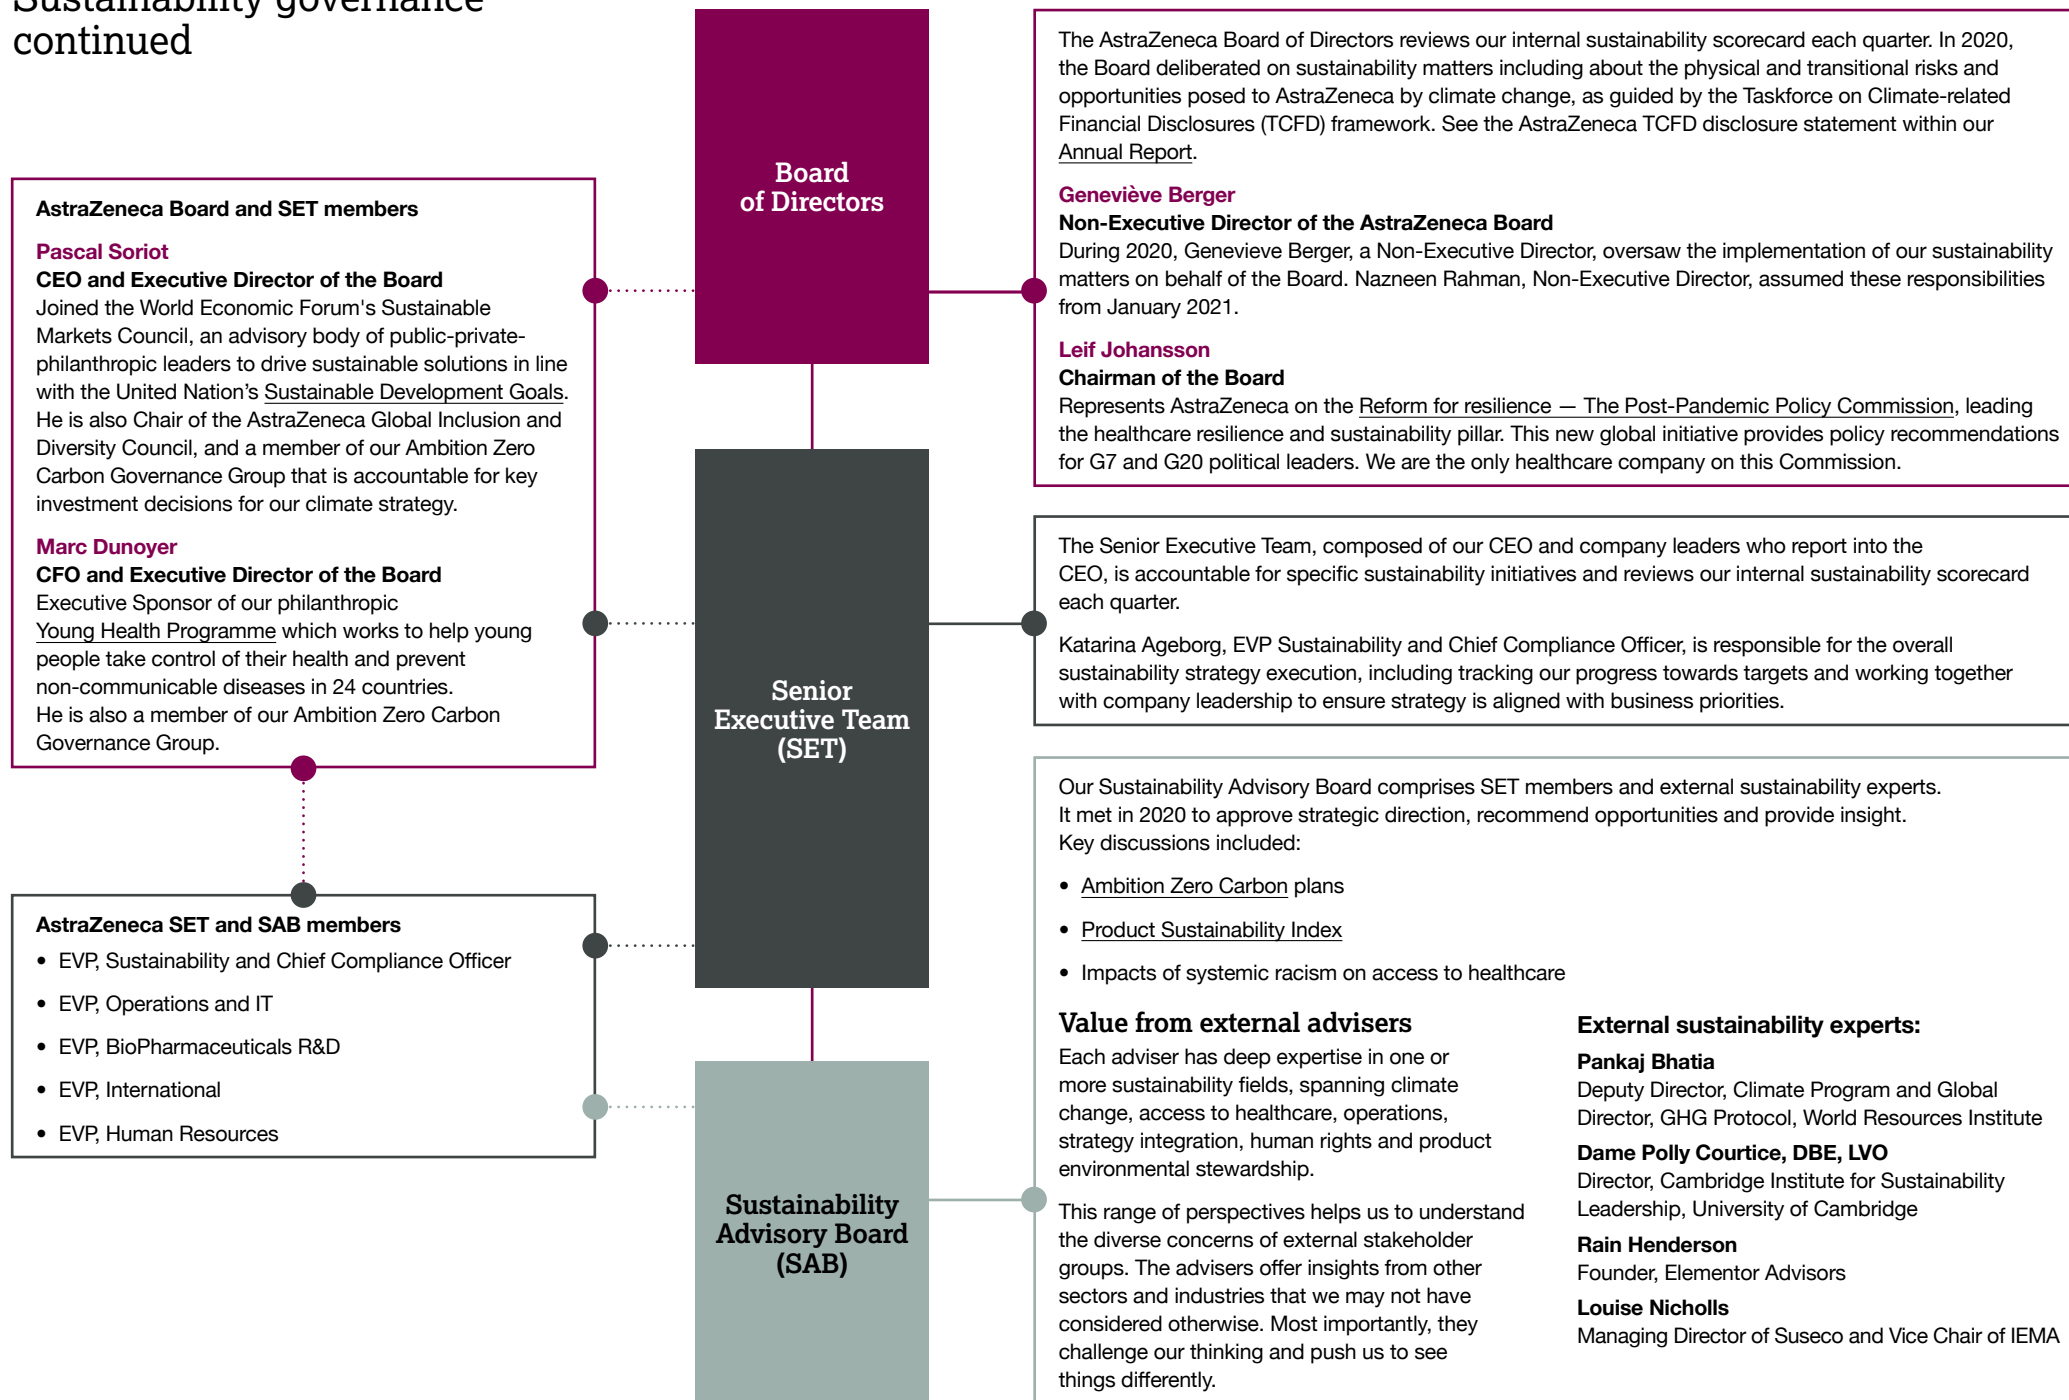 Sustainability governance
continued
Board
of Directors
The AstraZeneca Board of Directors reviews our internal sustainability scorecard each quarter. In 2020,
the Board deliberated on sustainability matters including about the physical and transitional risks and
opportunities posed to AstraZeneca by climate change, as guided by the Taskforce on Climate-related
Financial Disclosures (TCFD) framework. See the AstraZeneca TCFD disclosure statement within our
Annual Report.
Geneviève Berger
Non-Executive Director of the AstraZeneca Board
During 2020, Genevieve Berger, a Non-Executive Director, oversaw the implementation of our sustainability
matters on behalf of the Board. Nazneen Rahman, Non-Executive Director, assumed these responsibilities
from January 2021.
Leif Johansson
Chairman of the Board
Represents AstraZeneca on the Reform for resilience — The Post-Pandemic Policy Commission, leading
the healthcare resilience and sustainability pillar. This new global initiative provides policy recommendations
for G7 and G20 political leaders. We are the only healthcare company on this Commission.
AstraZeneca Board and SET members
Pascal Soriot
CEO and Executive Director of the Board
Joined the World Economic Forum's Sustainable
Markets Council, an advisory body of public-private-
philanthropic leaders to drive sustainable solutions in line
with the United Nation’s Sustainable Development Goals.
He is also Chair of the AstraZeneca Global Inclusion and
Diversity Council, and a member of our Ambition Zero
Carbon Governance Group that is accountable for key
investment decisions for our climate strategy.
Marc Dunoyer
CFO and Executive Director of the Board
Executive Sponsor of our philanthropic
Young Health Programme which works to help young
people take control of their health and prevent
non-communicable diseases in 24 countries.
He is also a member of our Ambition Zero Carbon
Governance Group.
Senior
Executive Team
(SET)
The Senior Executive Team, composed of our CEO and company leaders who report into the
CEO, is accountable for specific sustainability initiatives and reviews our internal sustainability scorecard
each quarter.
Katarina Ageborg, EVP Sustainability and Chief Compliance Officer, is responsible for the overall
sustainability strategy execution, including tracking our progress towards targets and working together
with company leadership to ensure strategy is aligned with business priorities.
AstraZeneca SET and SAB members
• EVP, Sustainability and Chief Compliance Officer
• EVP, Operations and IT
• EVP, BioPharmaceuticals R&D
• EVP, International
• EVP, Human Resources
Sustainability
Advisory Board
(SAB)
Our Sustainability Advisory Board comprises SET members and external sustainability experts.
It met in 2020 to approve strategic direction, recommend opportunities and provide insight.
Key discussions included:
• Ambition Zero Carbon plans
• Product Sustainability Index
• Impacts of systemic racism on access to healthcare
Value from external advisers
Each adviser has deep expertise in one or
more sustainability fields, spanning climate
change, access to healthcare, operations,
strategy integration, human rights and product
environmental stewardship.
This range of perspectives helps us to understand
the diverse concerns of external stakeholder
groups. The advisers offer insights from other
sectors and industries that we may not have
considered otherwise. Most importantly, they
challenge our thinking and push us to see
things differently.
External sustainability experts:
Pankaj Bhatia
Deputy Director, Climate Program and Global
Director, GHG Protocol, World Resources Institute
Dame Polly Courtice, DBE, LVO
Director, Cambridge Institute for Sustainability
Leadership, University of Cambridge
Rain Henderson
Founder, Elementor Advisors
Louise Nicholls
Managing Director of Suseco and Vice Chair of IEMA